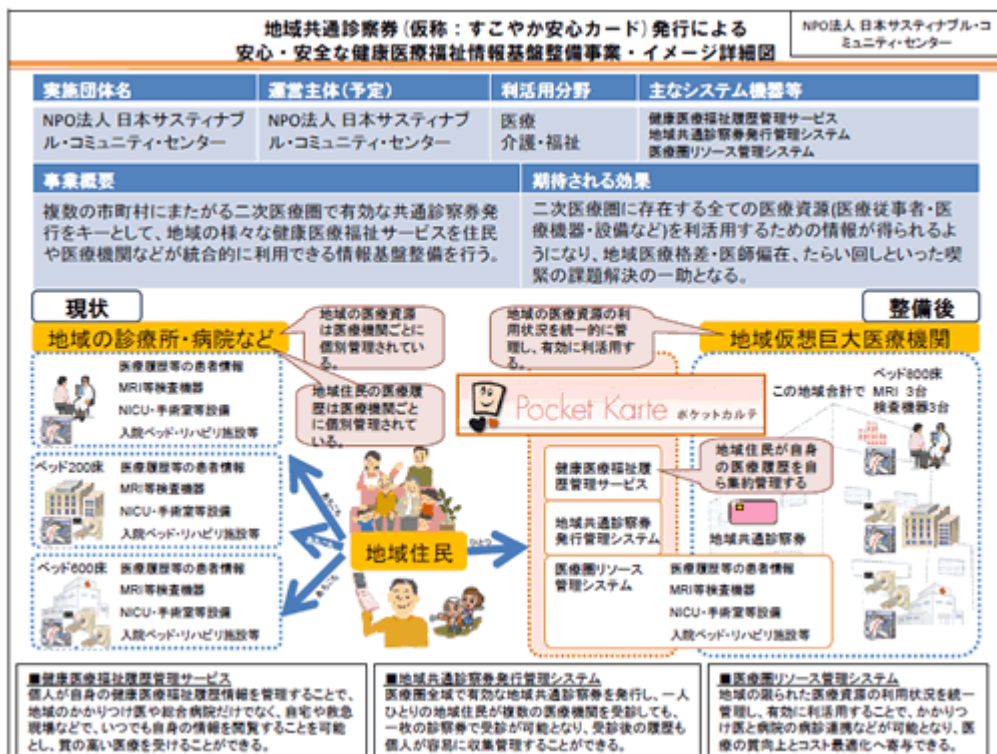 地域共通診察券(仮称：すこやか安心カード)発行による
安心・安全な健康医療福祉情報基盤整備事業・イメージ詳細図
NPO法人 日本サスティナブル・コ
ミュニティ・センター
実施団体名
運営主体(予定)
利活用分野
主なシステム機器等
NPO法人 日本サスティナブ
ル・コミュニティ・センター
NPO法人 日本サスティナブ
ル・コミュニティ・センター
医療
介護・福祉
健康医療福祉履歴管理サービス
地域共通診察券発行管理システム
医療圏リソース管理システム
事業概要
複数の市町村にまたがる二次医療圏で有効な共通診察券発
行をキーとして、地域の様々な健康医療福祉サービスを住民
や医療機関などが統合的に利用できる情報基盤整備を行う。
期待される効果
二次医療圏に存在する全ての医療資源(医療従事者・医
療機器・設備など)を利活用するための情報が得られるよ
うになり、地域医療格差・医師偏在、たらい回しといった喫
緊の課題解決の一助となる。
現状
地域の診療所・病院など
地域の医療資源
は医療機関ごとに
個別管理されてい
る。
地域住民の医療履
歴は医療機関ごと
に個別管理されて
いる。
医療履歴等の患者情報
MRI等検査機器
NICU・手術室等設備
入院ベッド・リハビリ施設等
ベッド200床
医療履歴等の患者情報
MRI等検査機器
NICU・手術室等設備
入院ベッド・リハビリ施設等
ベッド600床
医療履歴等の患者情報
MRI等検査機器
NICU・手術室等設備
入院ベッド・リハビリ施設等
地域住民
ひとつ
地域の医療資源の利
用状況を統一的に管
理し、有効に利活用す
る。
整備後
地域仮想巨大医療機関
Pocket Karte ポケットカルテ
この地域合計で
ベッド800床
MRI 3台
検査機器3台
地域住民が自身
の医療履歴を自
ら集約管理する
健康医療福祉履
歴管理サービス
地域共通診察券
発行管理システム
地域共通診察券
医療圏リソース
管理システム
医療履歴等の患者情報
MRI等検査機器
NICU・手術室等設備
入院ベッド・リハビリ施設等
■健康医療福祉履歴管理サービス
個人が自身の健康医療福祉履歴情報を管理することで、
地域のかかりつけ医や総合病院だけでなく、自宅や救急
現場などで、いつでも自身の情報を閲覧することを可能
とし、質の高い医療を受けることができる。
■地域共通診察券発行管理システム
医療圏全域で有効な地域共通診察券を発行し、一人
ひとりの地域住民が複数の医療機関を受診しても、
一枚の診察券で受診が可能となり、受診後の履歴も
個人が容易に収集管理することができる。
■医療圏リソース管理システム
地域の限られた医療資源の利用状況を統一
管理し、有効に利活用することで、かかりつ
け医と病院の病診連携などが可能となり、医
療の質向上とコスト最適化へ寄与できる。